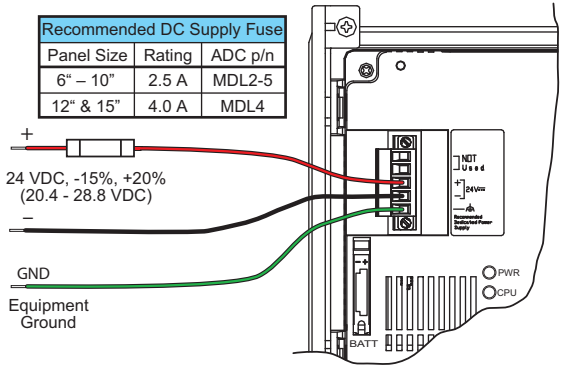 Recommended DC Supply Fuse
Panel Size Rating ADC p/n
6“ – 10” 2.5 A MDL2-5
12“ & 15” 4.0 A MDL4
+
24 VDC, -15%, +20%
(20.4 - 28.8 VDC)
–
GND
Equipment
Ground
NOT
Used
+
24V
–
Recommended
Dedicated Power
Supply
– +
BATT
PWR
CPU